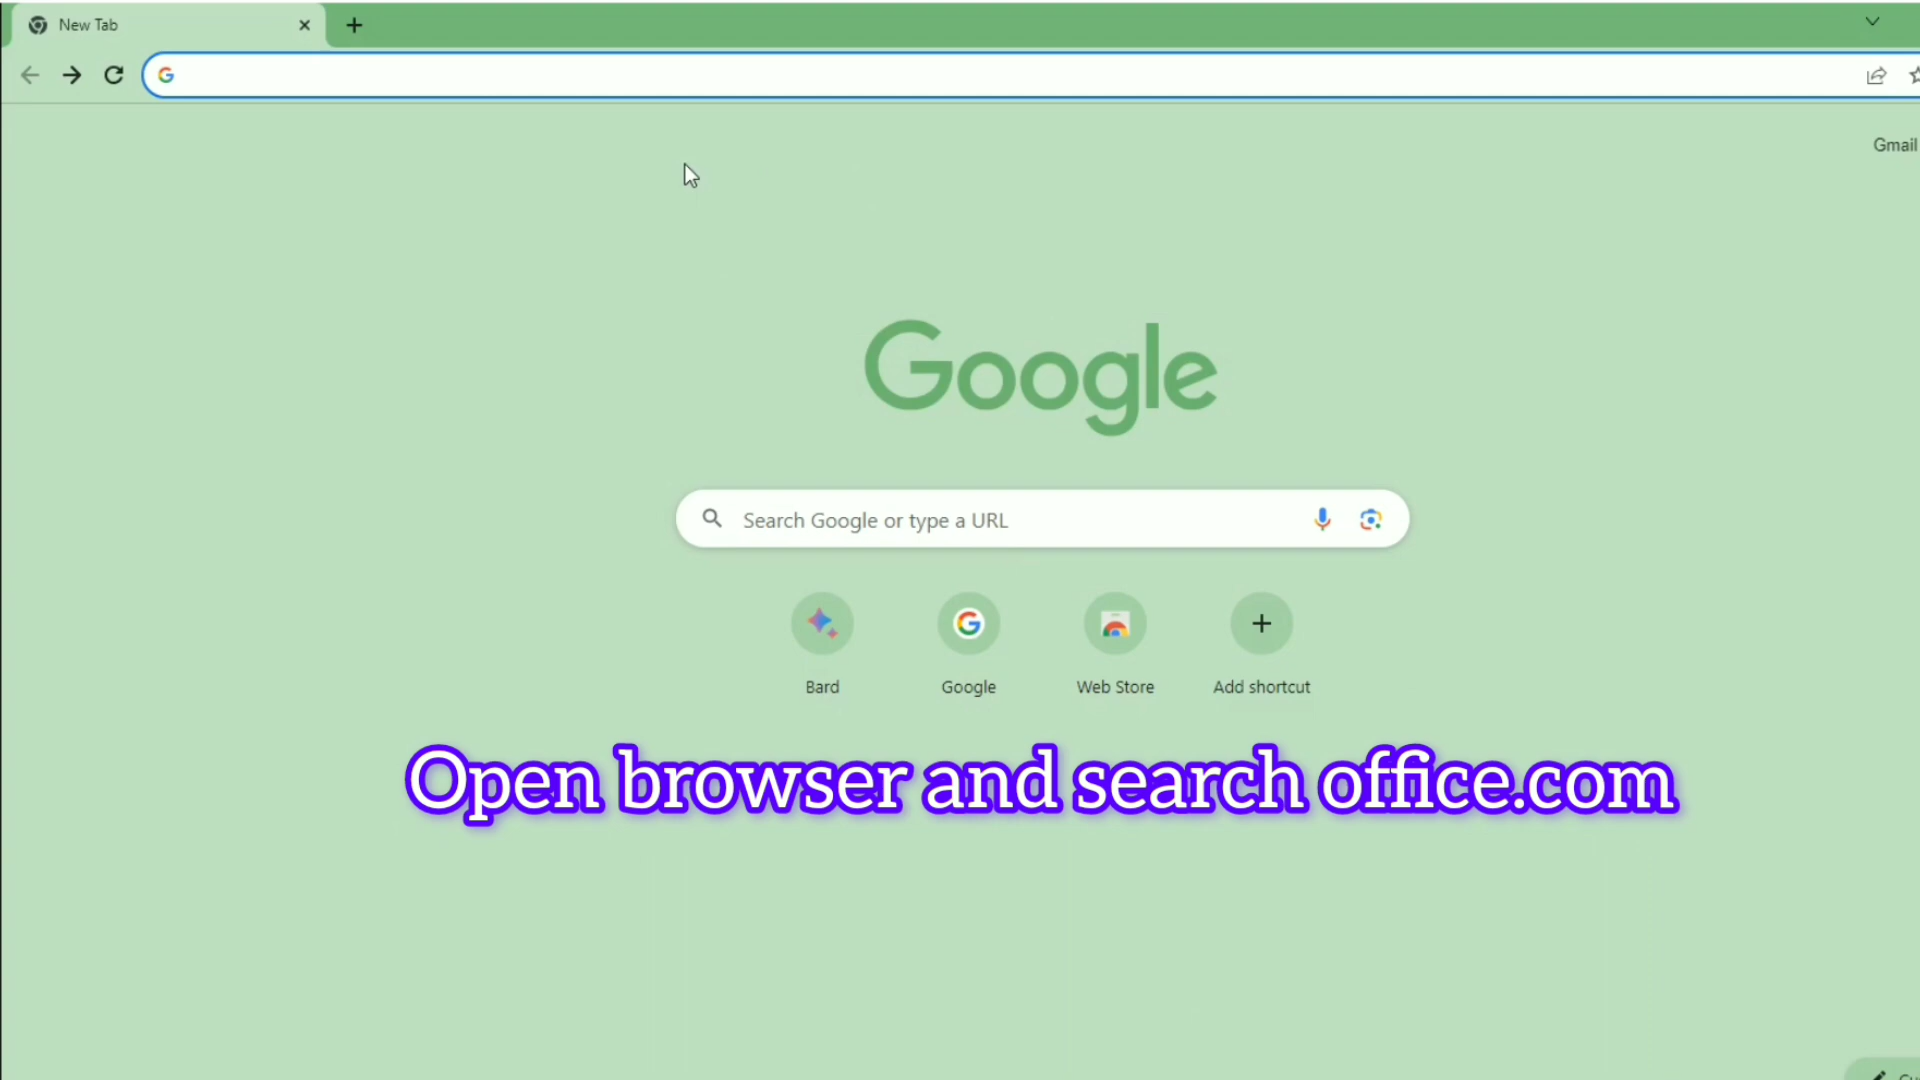 New Tab
Gmail
Google
Search Google or type a URL
Bard
Google
Web Store
Add shortcut
Open browser and search office.com